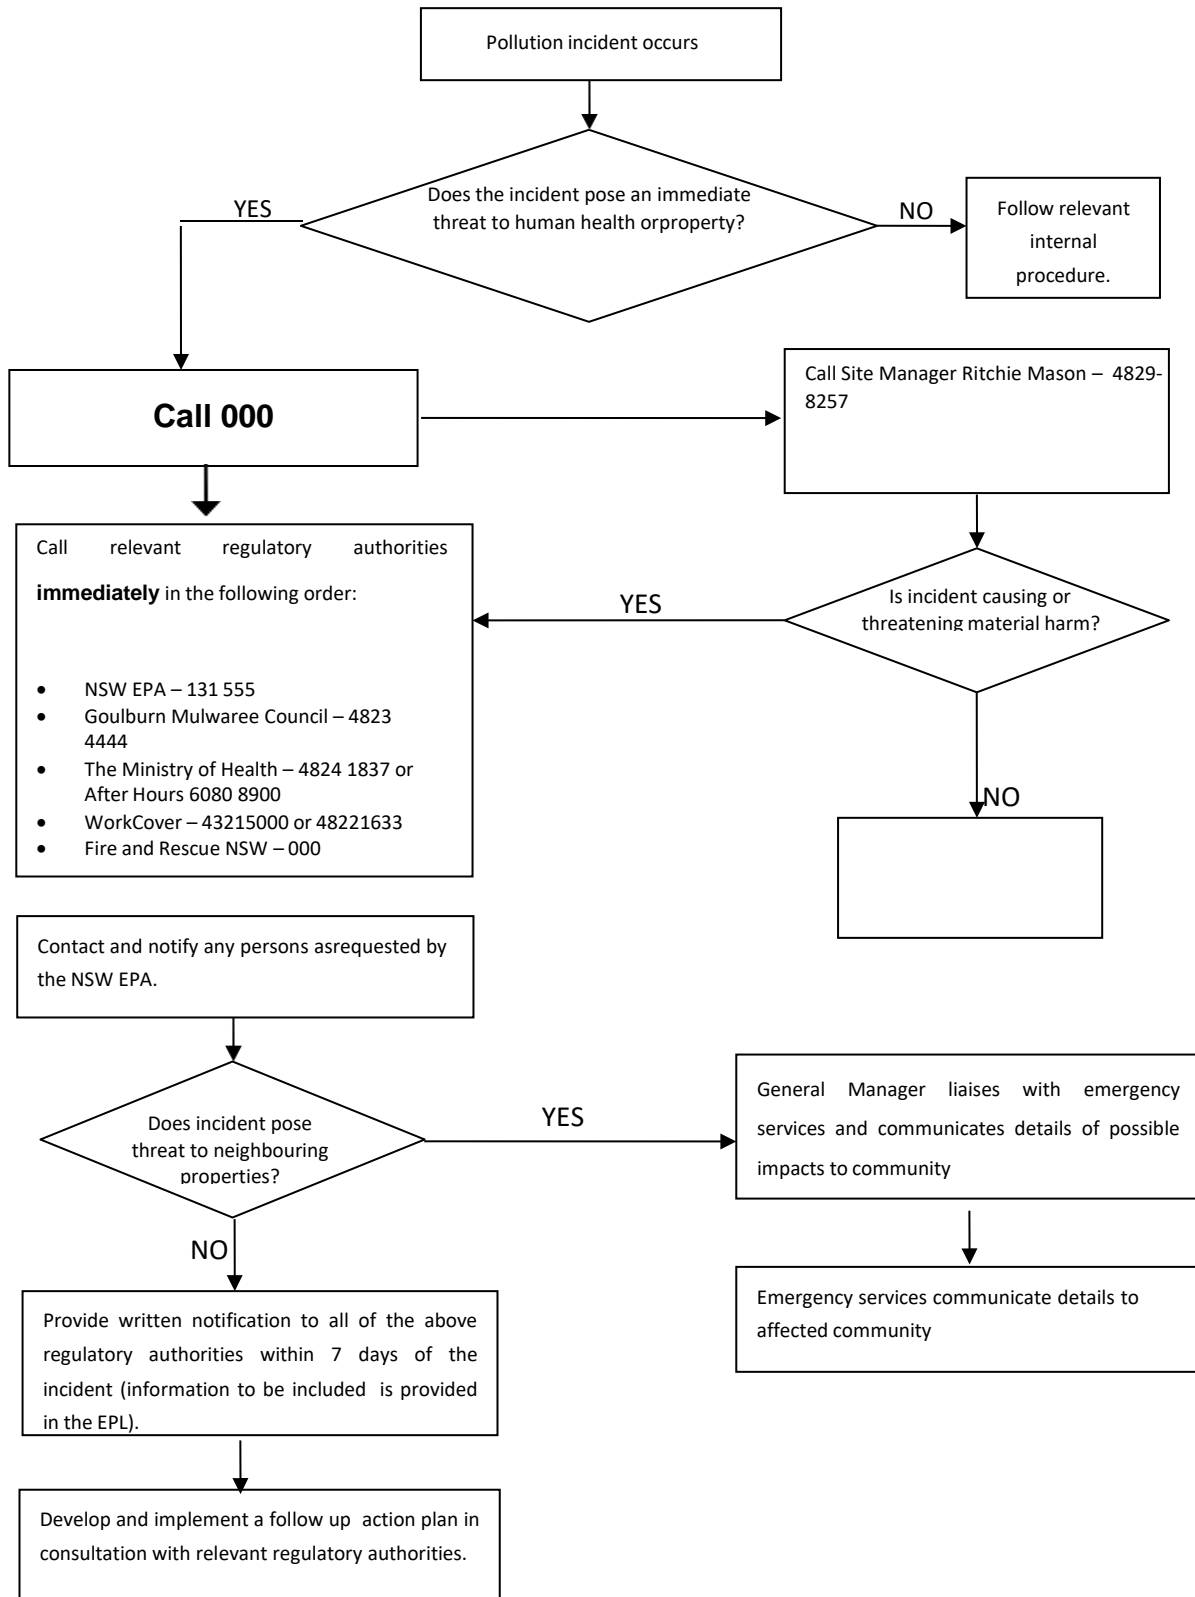 Pollution incident occurs
Does the incident pose an immediate
threat to human health orproperty?
YES
NO
Follow relevant
internal
procedure.
Call 000
Call Site Manager Ritchie Mason – 4829-
8257
Call relevant regulatory authorities
immediately in the following order:
• NSW EPA – 131 555
• Goulburn Mulwaree Council – 4823
4444
• The Ministry of Health – 4824 1837 or
After Hours 6080 8900
• WorkCover – 43215000 or 48221633
• Fire and Rescue NSW – 000
YES
Is incident causing or
threatening material harm?
NO
Contact and notify any persons asrequested by
the NSW EPA.
Does incident pose
threat to neighbouring
properties?
YES
General Manager liaises with emergency
services and communicates details of possible
impacts to community
NO
Emergency services communicate details to
affected community
Provide written notification to all of the above
regulatory authorities within 7 days of the
incident (information to be included is provided
in the EPL).
Develop and implement a follow up action plan in
consultation with relevant regulatory authorities.